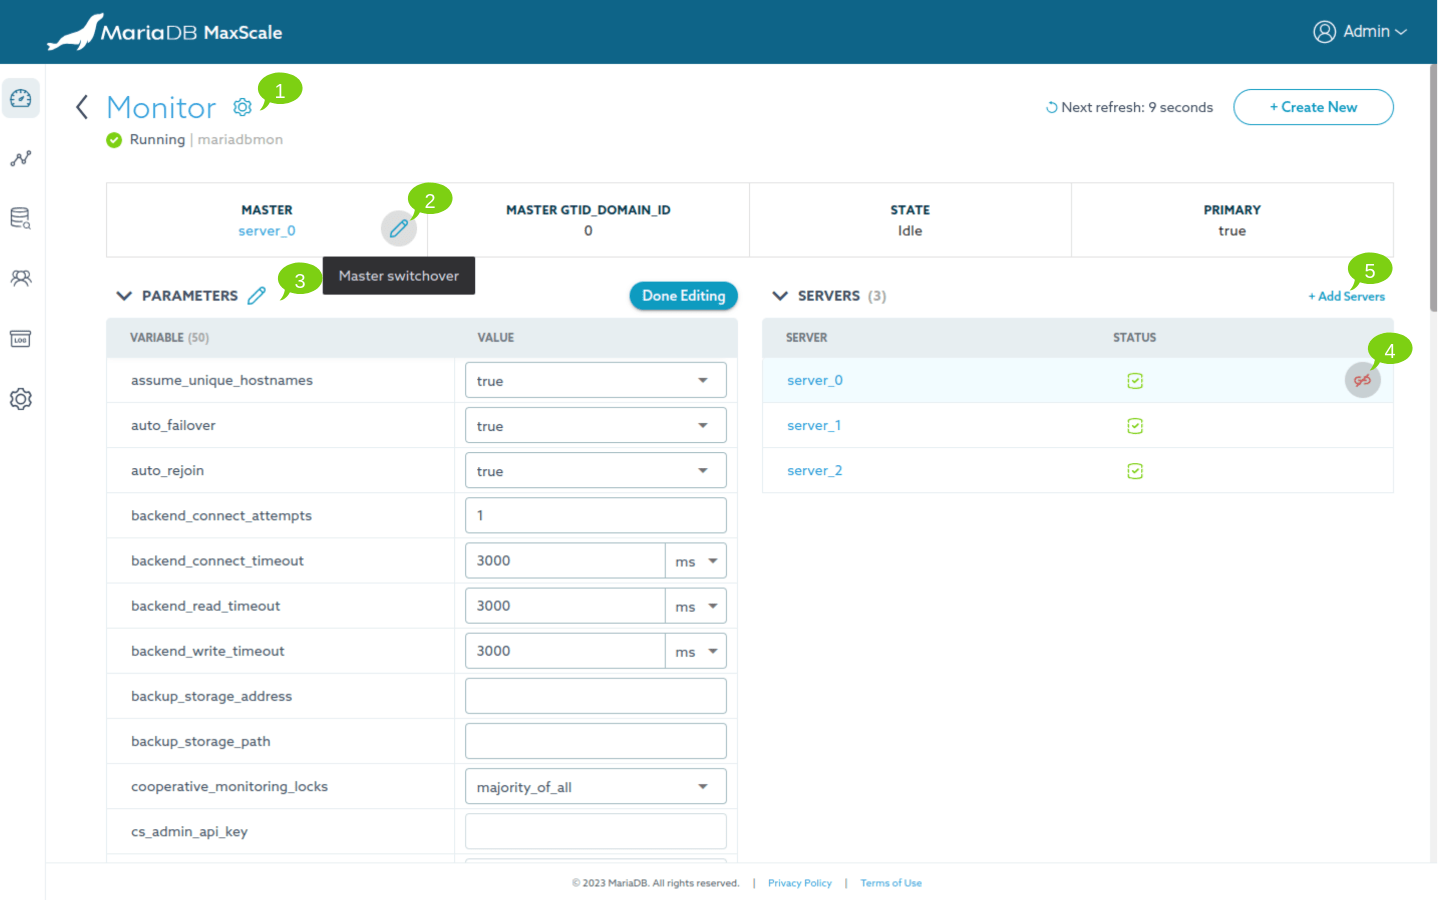 MariaDB MaxScale
Admin
Monitor
1
Next refresh: 9 seconds
+ Create New
Running | mariadbmon
2
MASTER
server_0
MASTER GTID_DOMAIN_ID
0
STATE
Idle
PRIMARY
true
Master switchover
3
PARAMETERS
Done Editing
SERVERS (3)
5
+ Add Servers
VARIABLE (50)
VALUE
assume_unique_hostnames
true
auto_failover
true
auto_rejoin
true
backend_connect_attempts
1
backend_connect_timeout
3000
ms
backend_read_timeout
3000
ms
backend_write_timeout
3000
ms
backup_storage_address
backup_storage_path
cooperative_monitoring_locks
majority_of_all
cs_admin_api_key
SERVER
STATUS
4
server_0
server_1
server_2
LOG
© 2023 MariaDB. All rights reserved. | Privacy Policy | Terms of Use